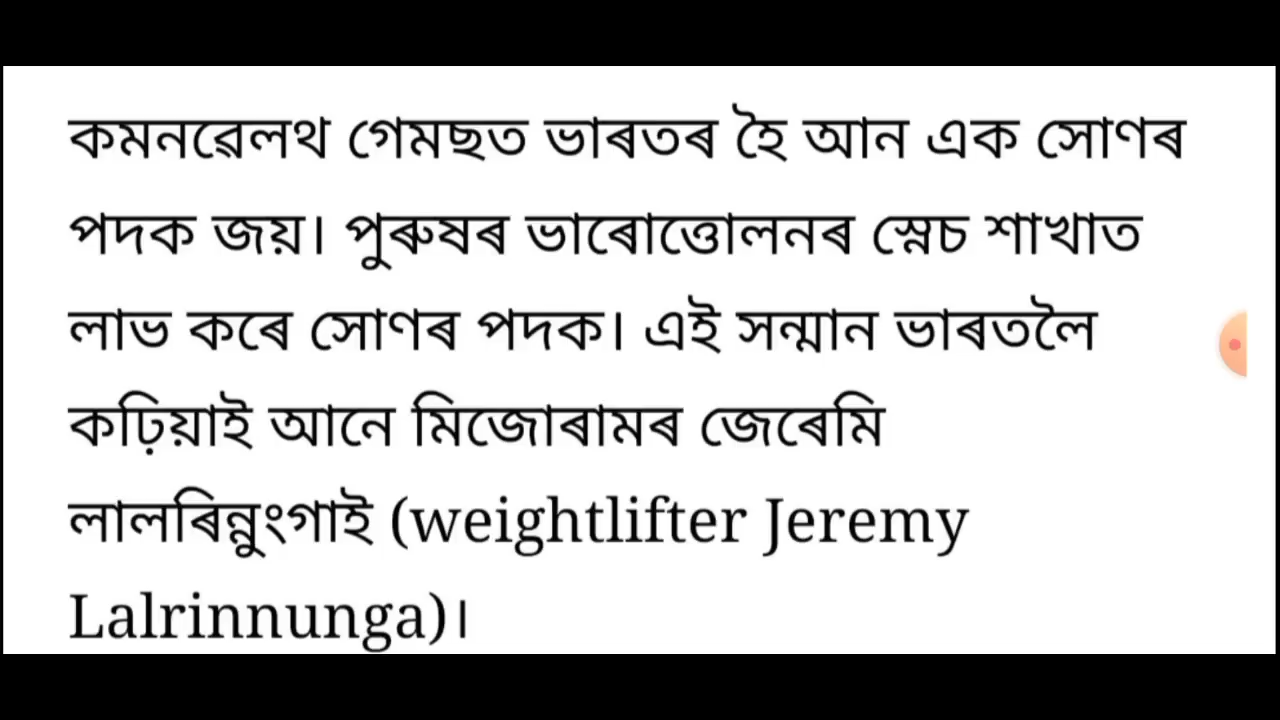 কমনৱেলথ গেমছত ভাৰতৰ হৈ আন এক সোণৰ
পদক জয়। পুৰুষৰ ভাৰোত্তোলনৰ স্নেচ শাখাত
লাভ কৰে সোণৰ পদক। এই সন্মান ভাৰতলৈ
কঢ়িয়াই আনে মিজোৰামৰ জেৰেমি
লালৰিন্নুংগাই (weightlifter Jeremy
Lalrinnunga)।